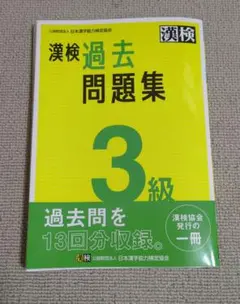 公益財団法人 日本漢字能力検定協会
漢検
漢検 過去
問題集
3級
過去問を
13回分収録。
漢検協会
発行の
一冊
漢検 公益財団法人 日本漢字能力検定協会